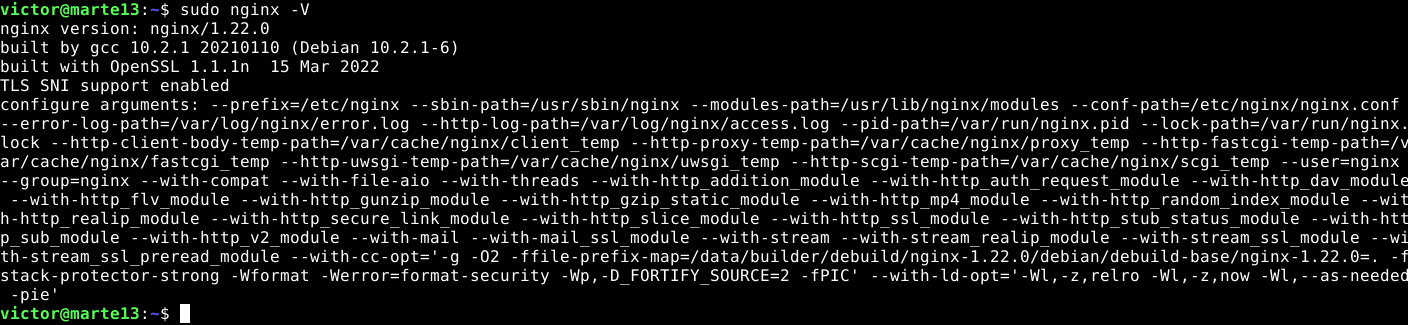 victor@marte13:~$ sudo nginx -V
nginx version: nginx/1.22.0
built by gcc 10.2.1 20210110 (Debian 10.2.1-6)
built with OpenSSL 1.1.1n  15 Mar 2022
TLS SNI support enabled
configure arguments: --prefix=/etc/nginx --sbin-path=/usr/sbin/nginx --modules-path=/usr/lib/nginx/modules --conf-path=/etc/nginx/nginx.conf
--error-log-path=/var/log/nginx/error.log --http-log-path=/var/log/nginx/access.log --pid-path=/var/run/nginx.pid --lock-path=/var/run/nginx.
lock --http-client-body-temp-path=/var/cache/nginx/client_temp --http-proxy-temp-path=/var/cache/nginx/proxy_temp --http-fastcgi-temp-path=/v
ar/cache/nginx/fastcgi_temp --http-uwsgi-temp-path=/var/cache/nginx/uwsgi_temp --http-scgi-temp-path=/var/cache/nginx/scgi_temp --user=nginx
--group=nginx --with-compat --with-file-aio --with-threads --with-http_addition_module --with-http_auth_request_module --with-http_dav_module
 --with-http_flv_module --with-http_gunzip_module --with-http_gzip_static_module --with-http_mp4_module --with-http_random_index_module --wit
h-http_realip_module --with-http_secure_link_module --with-http_slice_module --with-http_ssl_module --with-http_stub_status_module --with-htt
p_sub_module --with-http_v2_module --with-mail --with-mail_ssl_module --with-stream --with-stream_realip_module --with-stream_ssl_module --wi
th-stream_ssl_preread_module --with-cc-opt='-g -O2 -ffile-prefix-map=/data/builder/debuild/nginx-1.22.0/debian/debuild-base/nginx-1.22.0=. -f
stack-protector-strong -Wformat -Werror=format-security -Wp,-D_FORTIFY_SOURCE=2 -fPIC' --with-ld-opt='-Wl,-z,relro -Wl,-z,now -Wl,--as-needed
 -pie'
victor@marte13:~$